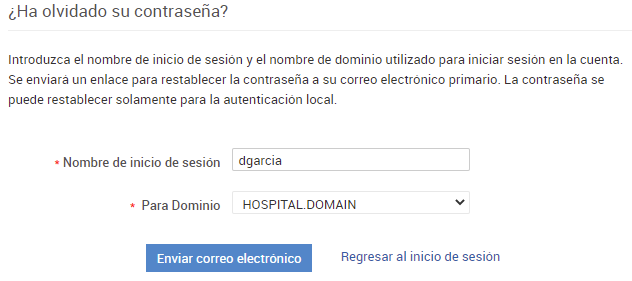 ¿Ha olvidado su contraseña?
Introduzca el nombre de inicio de sesión y el nombre de dominio utilizado para iniciar sesión en la cuenta.
Se enviará un enlace para restablecer la contraseña a su correo electrónico primario. La contraseña se
puede restablecer solamente para la autenticación local.
* Nombre de inicio de sesión dgarcia
* Para Dominio HOSPITAL.DOMAIN
Enviar correo electrónico Regresar al inicio de sesión